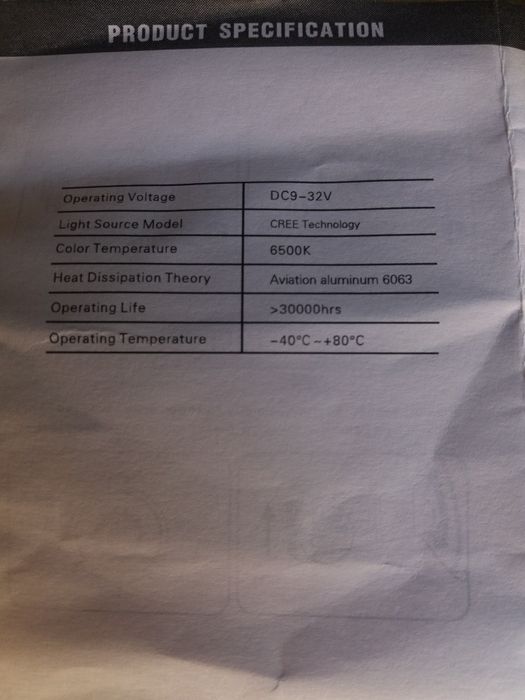 PRODUCT SPECIFICATION
Operating Voltage DC9-32V
Light Source Model CREE Technology
Color Temperature 6500K
Heat Dissipation Theory Aviation aluminum 6063
Operating Life >30000hrs
Operating Temperature -40°C~+80°C